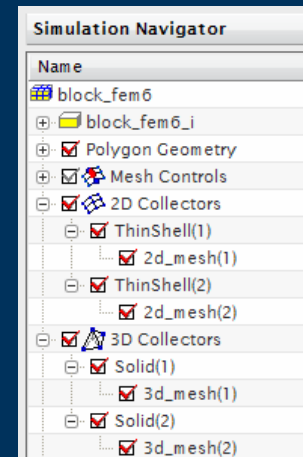 Simulation Navigator
Name
block_fem6
block_fem6_i
Polygon Geometry
Mesh Controls
2D Collectors
ThinShell(1)
2d_mesh(1)
ThinShell(2)
2d_mesh(2)
3D Collectors
Solid(1)
3d_mesh(1)
Solid(2)
3d_mesh(2)